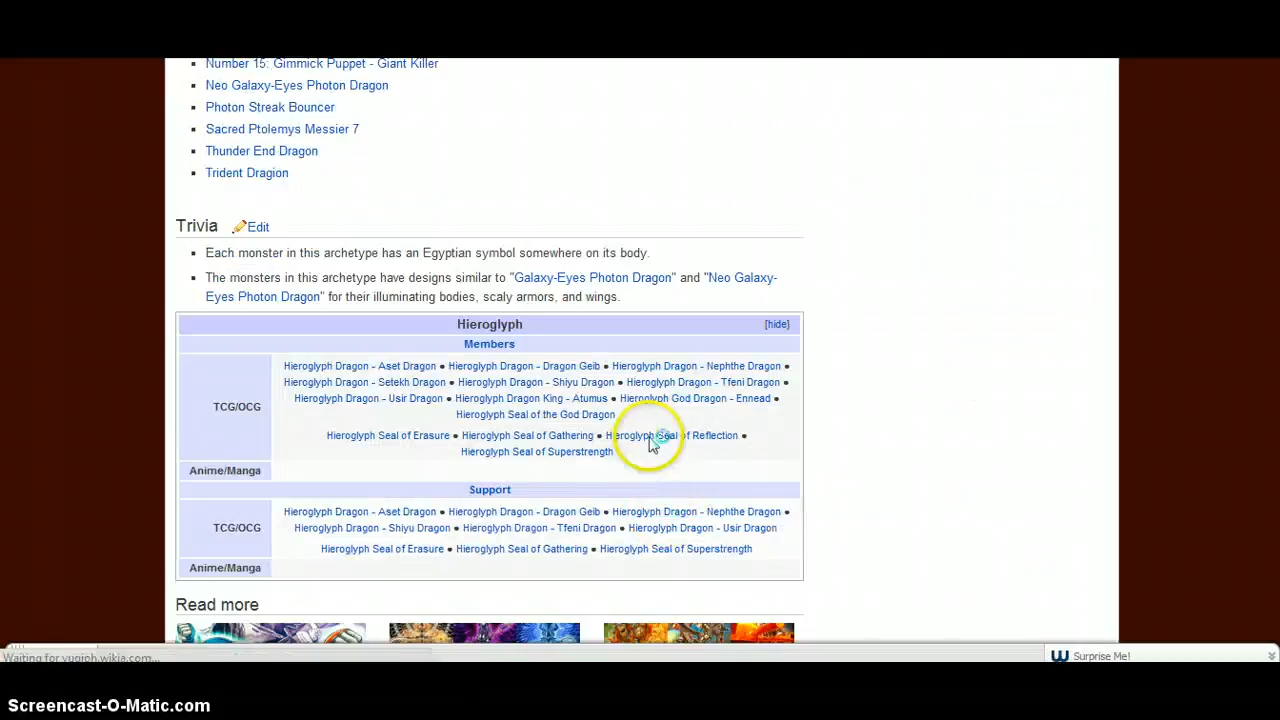 Number 15: Gimmick Puppet - Giant Killer
Neo Galaxy-Eyes Photon Dragon
Photon Streak Bouncer
Sacred Ptolemys Messier 7
Thunder End Dragon
Trident Dragion
Trivia Edit
Each monster in this archetype has an Egyptian symbol somewhere on its body.
The monsters in this archetype have designs similar to "Galaxy-Eyes Photon Dragon" and "Neo Galaxy-
Eyes Photon Dragon" for their illuminating bodies, scaly armors, and wings.
Hieroglyph [hide]
Members
TCG/OCG
Hieroglyph Dragon - Aset Dragon • Hieroglyph Dragon - Dragon Geib • Hieroglyph Dragon - Nephthe Dragon •
Hieroglyph Dragon - Setekh Dragon • Hieroglyph Dragon - Shiyu Dragon • Hieroglyph Dragon - Tfeni Dragon •
Hieroglyph Dragon - Usir Dragon • Hieroglyph Dragon King - Atumus • Hieroglyph God Dragon - Ennead •
Hieroglyph Seal of the God Dragon
Hieroglyph Seal of Erasure • Hieroglyph Seal of Gathering • Hieroglyph Seal of Reflection •
Hieroglyph Seal of Superstrength
Anime/Manga
Support
TCG/OCG
Hieroglyph Dragon - Aset Dragon • Hieroglyph Dragon - Dragon Geib • Hieroglyph Dragon - Nephthe Dragon •
Hieroglyph Dragon - Shiyu Dragon • Hieroglyph Dragon - Tfeni Dragon • Hieroglyph Dragon - Usir Dragon
Hieroglyph Seal of Erasure • Hieroglyph Seal of Gathering • Hieroglyph Seal of Superstrength
Anime/Manga
Read more
Waiting for yugioh.wikia.com...
W Surprise Me!
Screencast-O-Matic.com